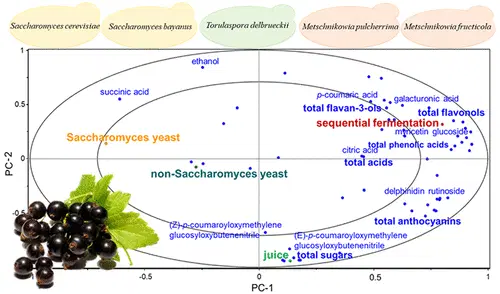 Saccharomyces cerevisiae
Saccharomyces bayanus
Torulaspora delbrueckii
Metschnikowia pulcherrima
Metschnikowia fructicola
1
ethanol
succinic acid
p-coumaric acid
galacturonic acid
0.5
total flavan-3-ols
total flavonols
sequential fermentation
myricetin glucoside
Saccharomyces yeast
total phenolic acids
PC-2
citric acid
0
total acids
non-Saccharomyces yeast
delphinidin rutinoside
-0.5
(Z)-p-coumaroyloxymethylene
glucosyloxybutenenitrile
total anthocyanins
(E)-p-coumaroyloxymethylene
glucosyloxybutenenitrile
juice
total sugars
-0.5
0
0.5
1
PC-1